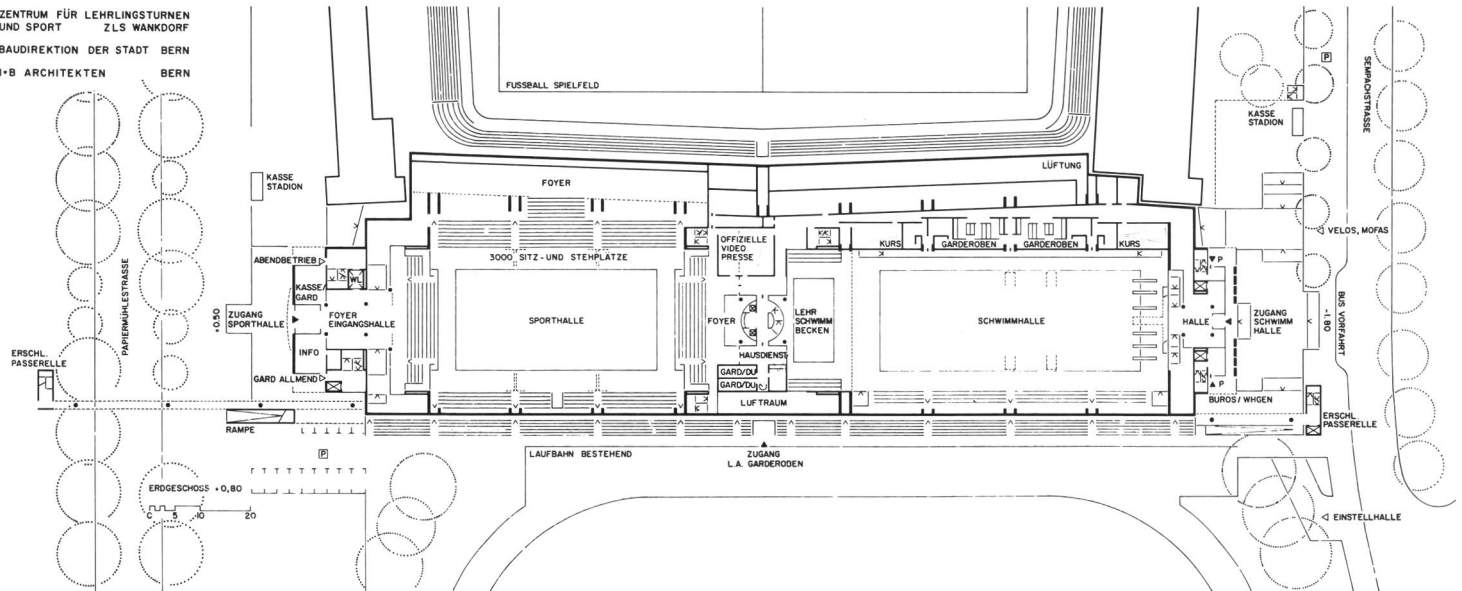 ZENTRUM FÜR LEHRLINGSTURNEN
UND SPORT ZLS WANKDORF
BAUDIREKTION DER STADT BERN
+B ARCHITEKTEN BERN
FUSSBALL SPIELFELD
P
SEMPACHSTRASSE
KASSE
STADION
KASSE
STADION
FOYER
LÜFTUNG
PAPIERMÜHLESTRASSE
ABENDBETRIEB
WL
KASSE/
GARD
3000 SITZ- UND STEHPLÄTZE
OFFIZIELLE
VIDEO
PRESSE
KURS
GARDEROBEN
GARDEROBEN
KURS
P
VELOS, MOFAS
+0.50
ZUGANG
SPORTHALLE
FOYER
EINGANGSHALLE
SPORTHALLE
FOYER
LEHR
SCHWIMM
BECKEN
SCHWIMMHALLE
HALLE
ZUGANG
SCHWIMM
HALLE
-1.80
BUS VORFAHRT
ERSCHL.
PASSERELLE
INFO
GARD ALLMEND
HAUSDIENST
GARD/DU
GARD/DU
LUFTRAUM
P
BUROS / WHGEN
ERSCHL
PASSERELLE
RAMPE
P
LAUFBAHN BESTEHEND
ZUGANG
L.A. GARDERODEN
ERDGESCHOSS +0,80
0 5 10 20
EINSTELLHALLE